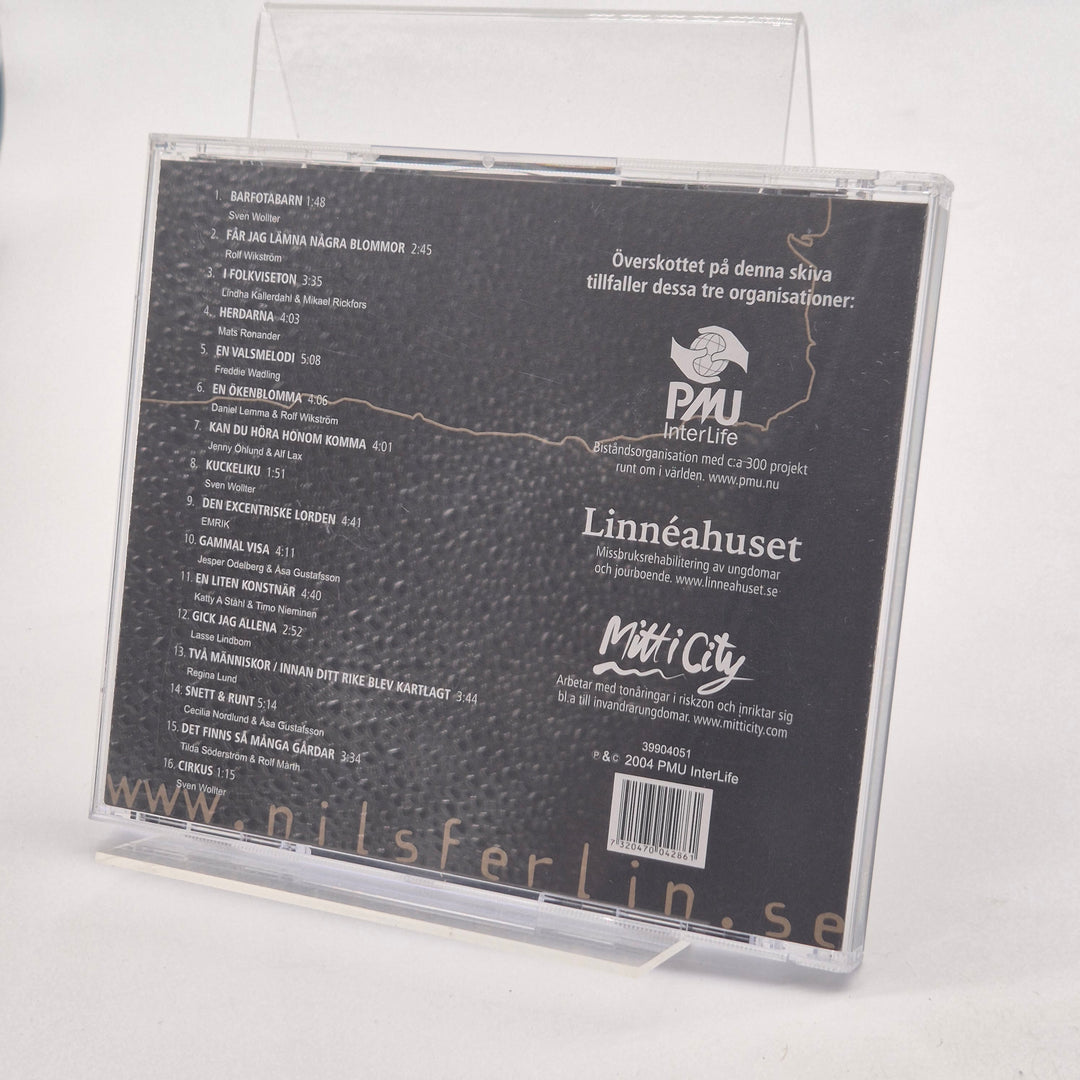 1. BARFOTABARN 1:48
Sven Wollter
2. FÅR JAG LÄMNA NÅGRA BLOMMOR 2:45
Rolf Wikström
3. I FOLKVISETON 3:35
Lindha Kallerdahl & Mikael Rickfors
4. HERDARNA 4:03
Mats Ronander
5. EN VALSMELODI 5:08
Freddie Wadling
6. EN ÖKENBLOMMA 4:06
Daniel Lemma & Rolf Wikström
7. KAN DU HÖRA HONOM KOMMA 4:01
Jenny Öhlund & Alf Lax
8. KUCKELIKU 1:51
Sven Wollter
9. DEN EXCENTRISKE LORDEN 4:41
EMRIK
10. GAMMAL VISA 4:11
Jesper Odelberg & Åsa Gustafsson
11. EN LITEN KONSTNÄR 4:40
Katty A Ståhl & Timo Nieminen
12. GICK JAG ALLENA 2:52
Lasse Lindbom
13. TVÅ MÄNNISKOR / INNAN DITT RIKE BLEV KARTLAGT 3:44
Regina Lund
14. SNETT & RUNT 5:14
Cecilia Nordlund & Åsa Gustafsson
15. DET FINNS SÅ MÅNGA GÅRDAR 3:34
Tilda Söderström & Rolf Mårth
16. CIRKUS 1:15
Sven Wollter
Överskottet på denna skiva
tillfaller dessa tre organisationer:
PMU
InterLife
Biståndsorganisation med c:a 300 projekt
runt om i världen. www.pmu.nu
Linnéahuset
Missbruksrehabilitering av ungdomar
och jourboende. www.linneahuset.se
Mitt i City
Arbetar med tonåringar i riskzon och inriktar sig
bl.a till invandrarungdomar. www.mitticity.com
39904051
℗ & © 2004 PMU InterLife
7 320470 042861
www.nilsferlin.se